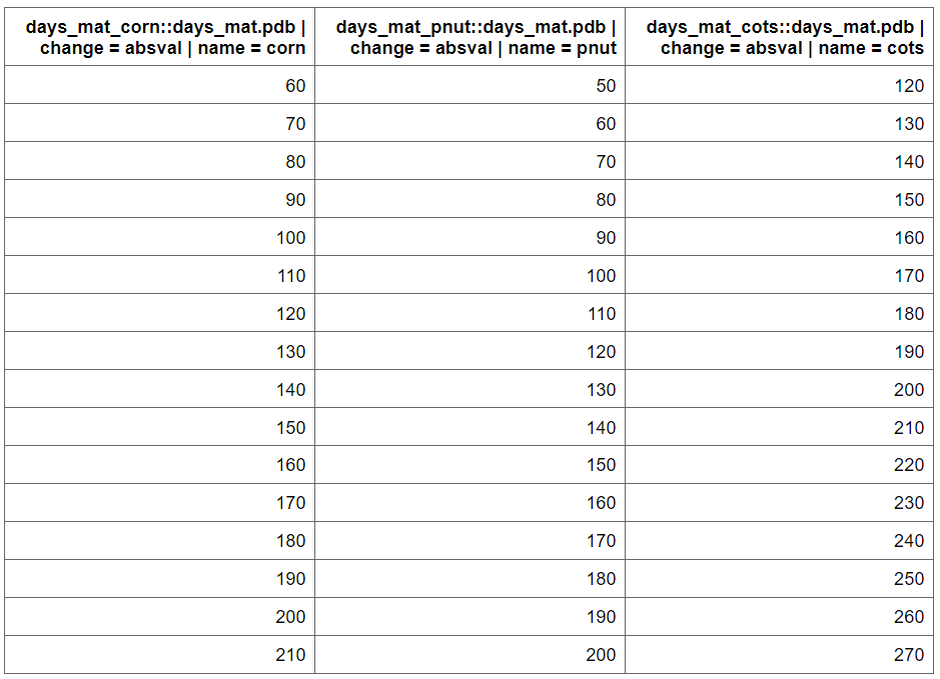 days_mat_corn::days_mat.pdb | days_mat_pnut::days_mat.pdb | days_mat_cots::days_mat.pdb |
change = absval | name = corn change = absval | name = pnut change = absval | name = cots
60 50 120
70 60 130
80 70 140
90 80 150
100 90 160
110 100 170
120 110 180
130 120 190
140 130 200
150 140 210
160 150 220
170 160 230
180 170 240
190 180 250
200 190 260
210 200 270